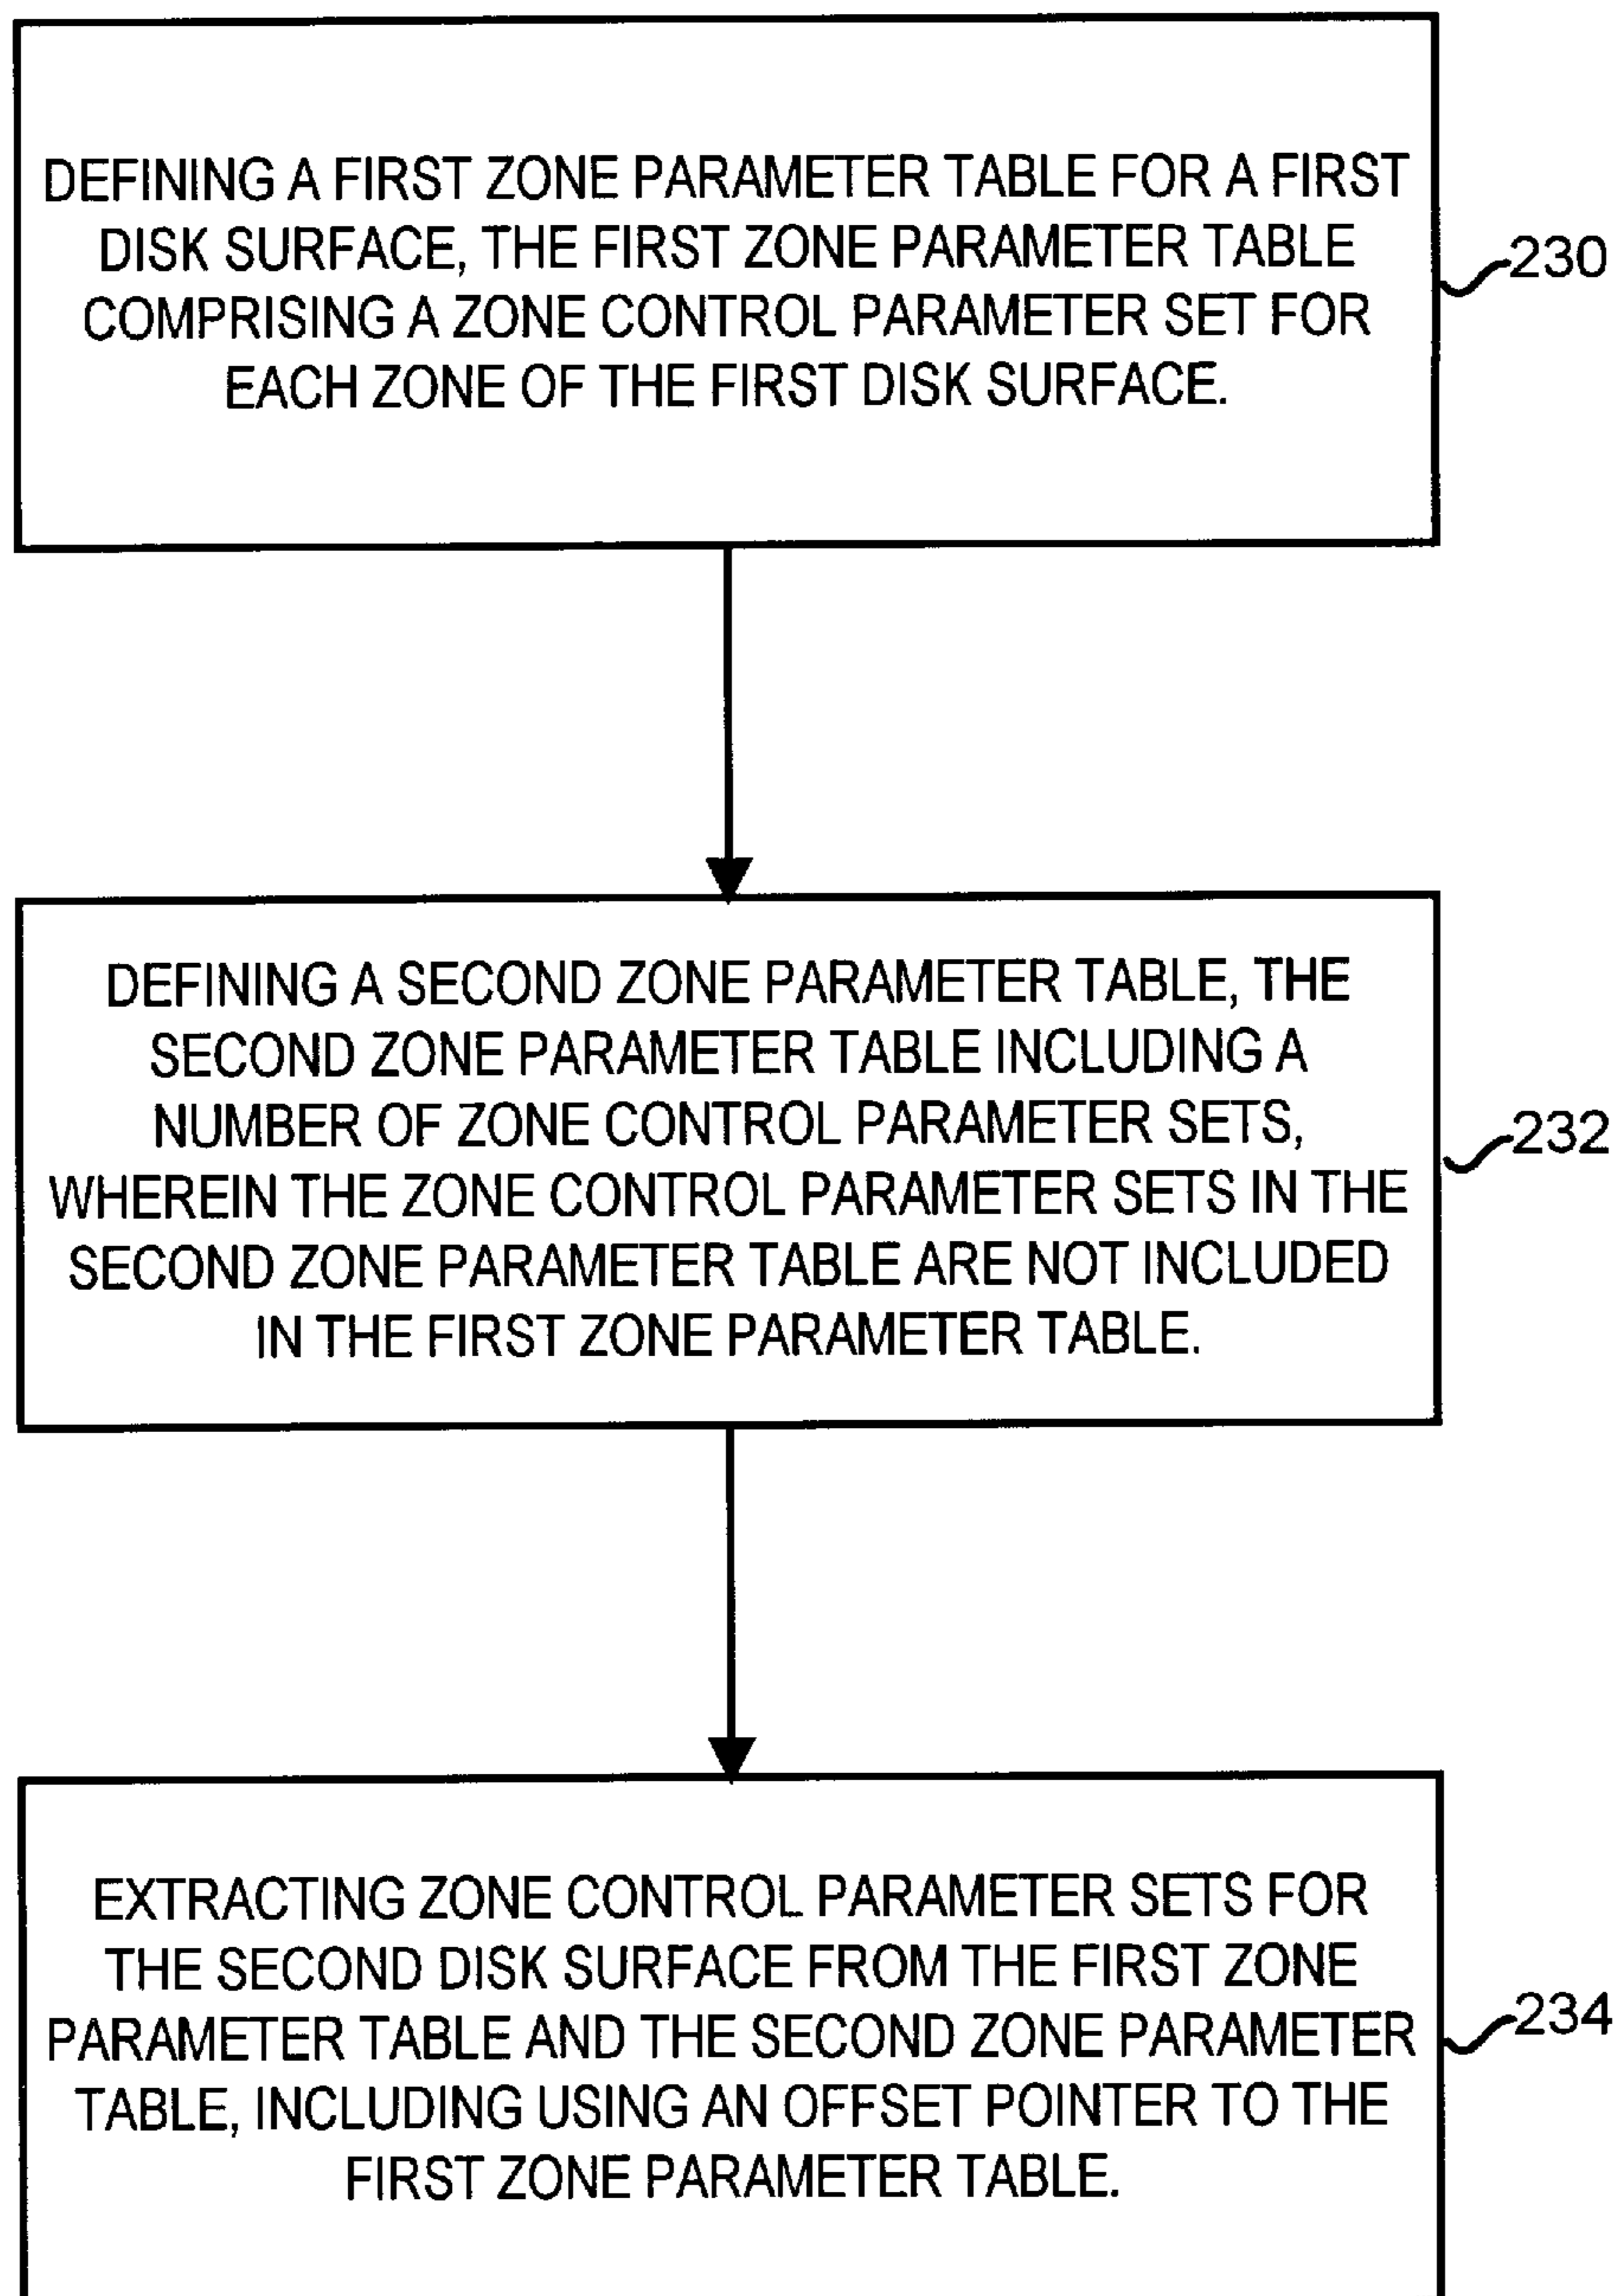 DEFINING A FIRST ZONE PARAMETER TABLE FOR A FIRST
DISK SURFACE, THE FIRST ZONE PARAMETER TABLE
COMPRISING A ZONE CONTROL PARAMETER SET FOR
EACH ZONE OF THE FIRST DISK SURFACE.
230
DEFINING A SECOND ZONE PARAMETER TABLE, THE
SECOND ZONE PARAMETER TABLE INCLUDING A
NUMBER OF ZONE CONTROL PARAMETER SETS,
WHEREIN THE ZONE CONTROL PARAMETER SETS IN THE
SECOND ZONE PARAMETER TABLE ARE NOT INCLUDED
IN THE FIRST ZONE PARAMETER TABLE.
232
EXTRACTING ZONE CONTROL PARAMETER SETS FOR
THE SECOND DISK SURFACE FROM THE FIRST ZONE
PARAMETER TABLE AND THE SECOND ZONE PARAMETER
TABLE, INCLUDING USING AN OFFSET POINTER TO THE
FIRST ZONE PARAMETER TABLE.
234